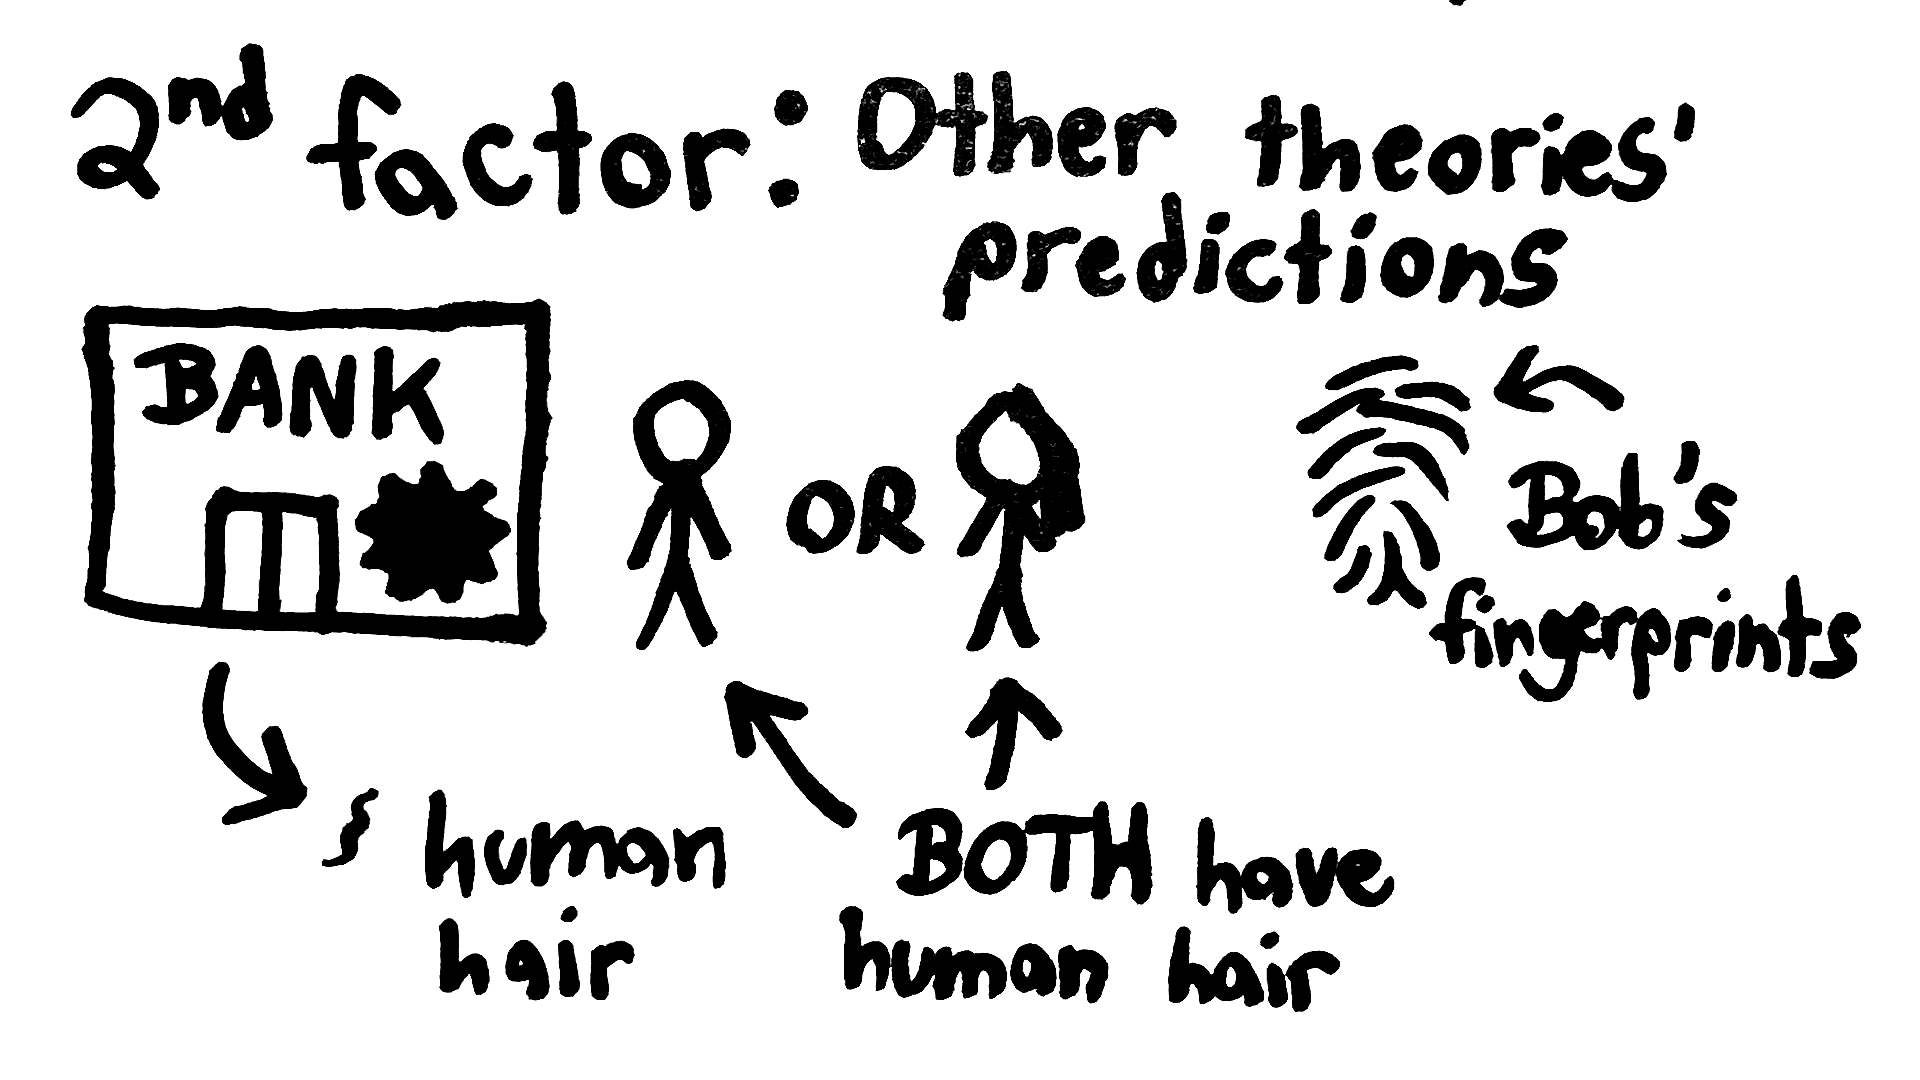 2nd factor: Other theories'
predictions
BANK
OR
Bob's
fingerprints
human
hair
BOTH have
human hair